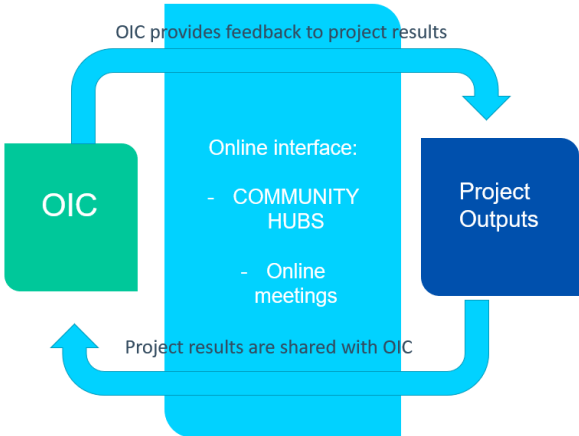 OIC provides feedback to project results
Online interface:
- COMMUNITY
HUBS
- Online
meetings
OIC
Project
Outputs
Project results are shared with OIC